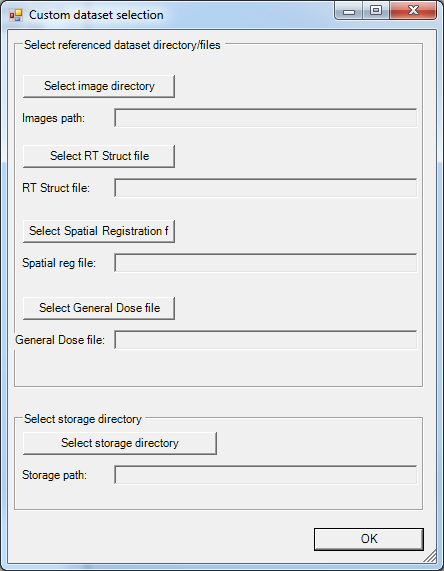 Custom dataset selection
Select referenced dataset directory/files
Select image directory
Images path:
Select RT Struct file
RT Struct file:
Select Spatial Registration f
Spatial reg file:
Select General Dose file
General Dose file:
Select storage directory
Select storage directory
Storage path:
OK